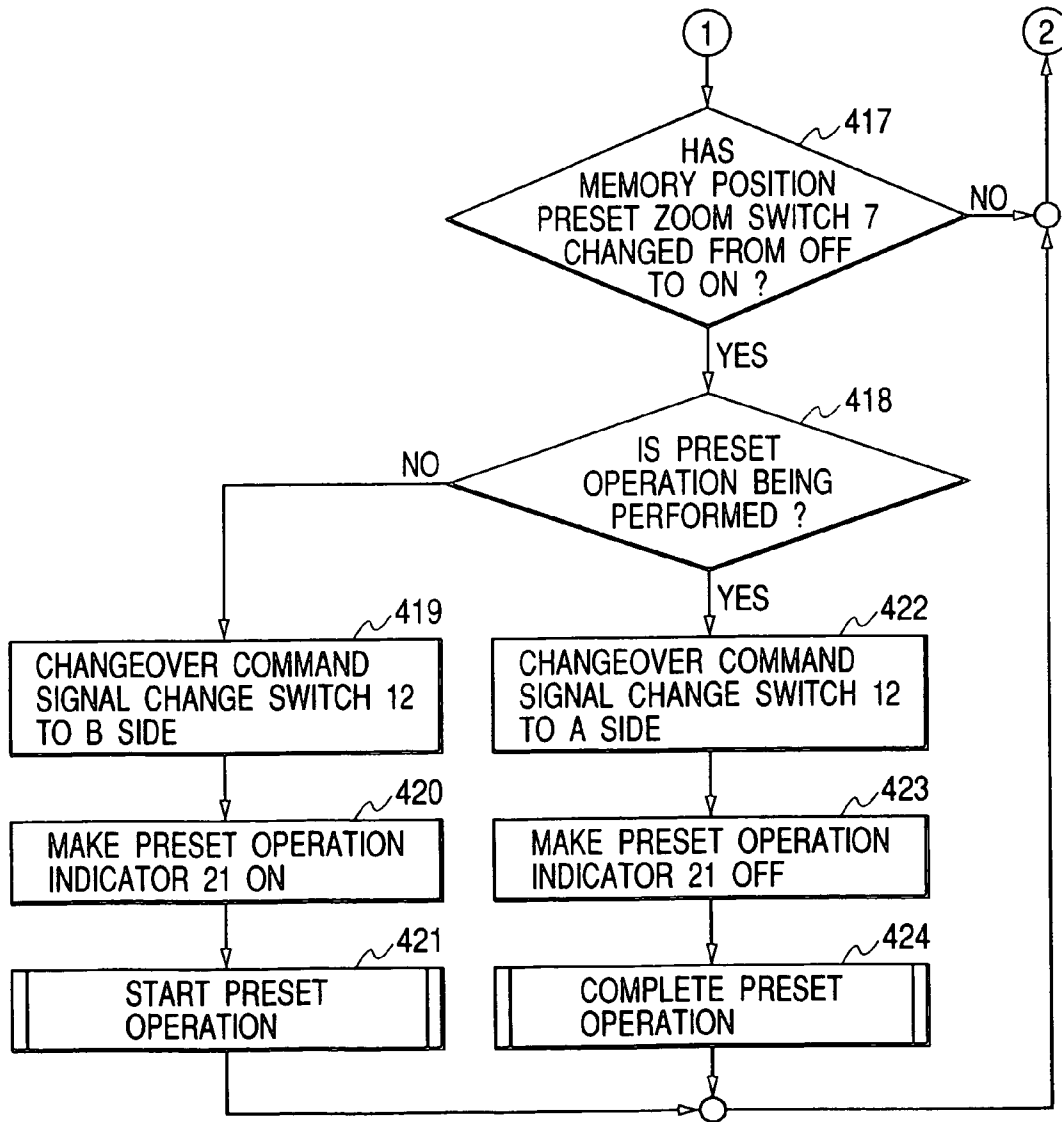 1
2
417
HAS
MEMORY POSITION
PRESET ZOOM SWITCH 7
CHANGED FROM OFF
TO ON ?
NO
YES
418
IS PRESET
OPERATION BEING
PERFORMED ?
NO
YES
419
CHANGEOVER COMMAND
SIGNAL CHANGE SWITCH 12
TO B SIDE
422
CHANGEOVER COMMAND
SIGNAL CHANGE SWITCH 12
TO A SIDE
420
MAKE PRESET OPERATION
INDICATOR 21 ON
423
MAKE PRESET OPERATION
INDICATOR 21 OFF
421
START PRESET
OPERATION
424
COMPLETE PRESET
OPERATION